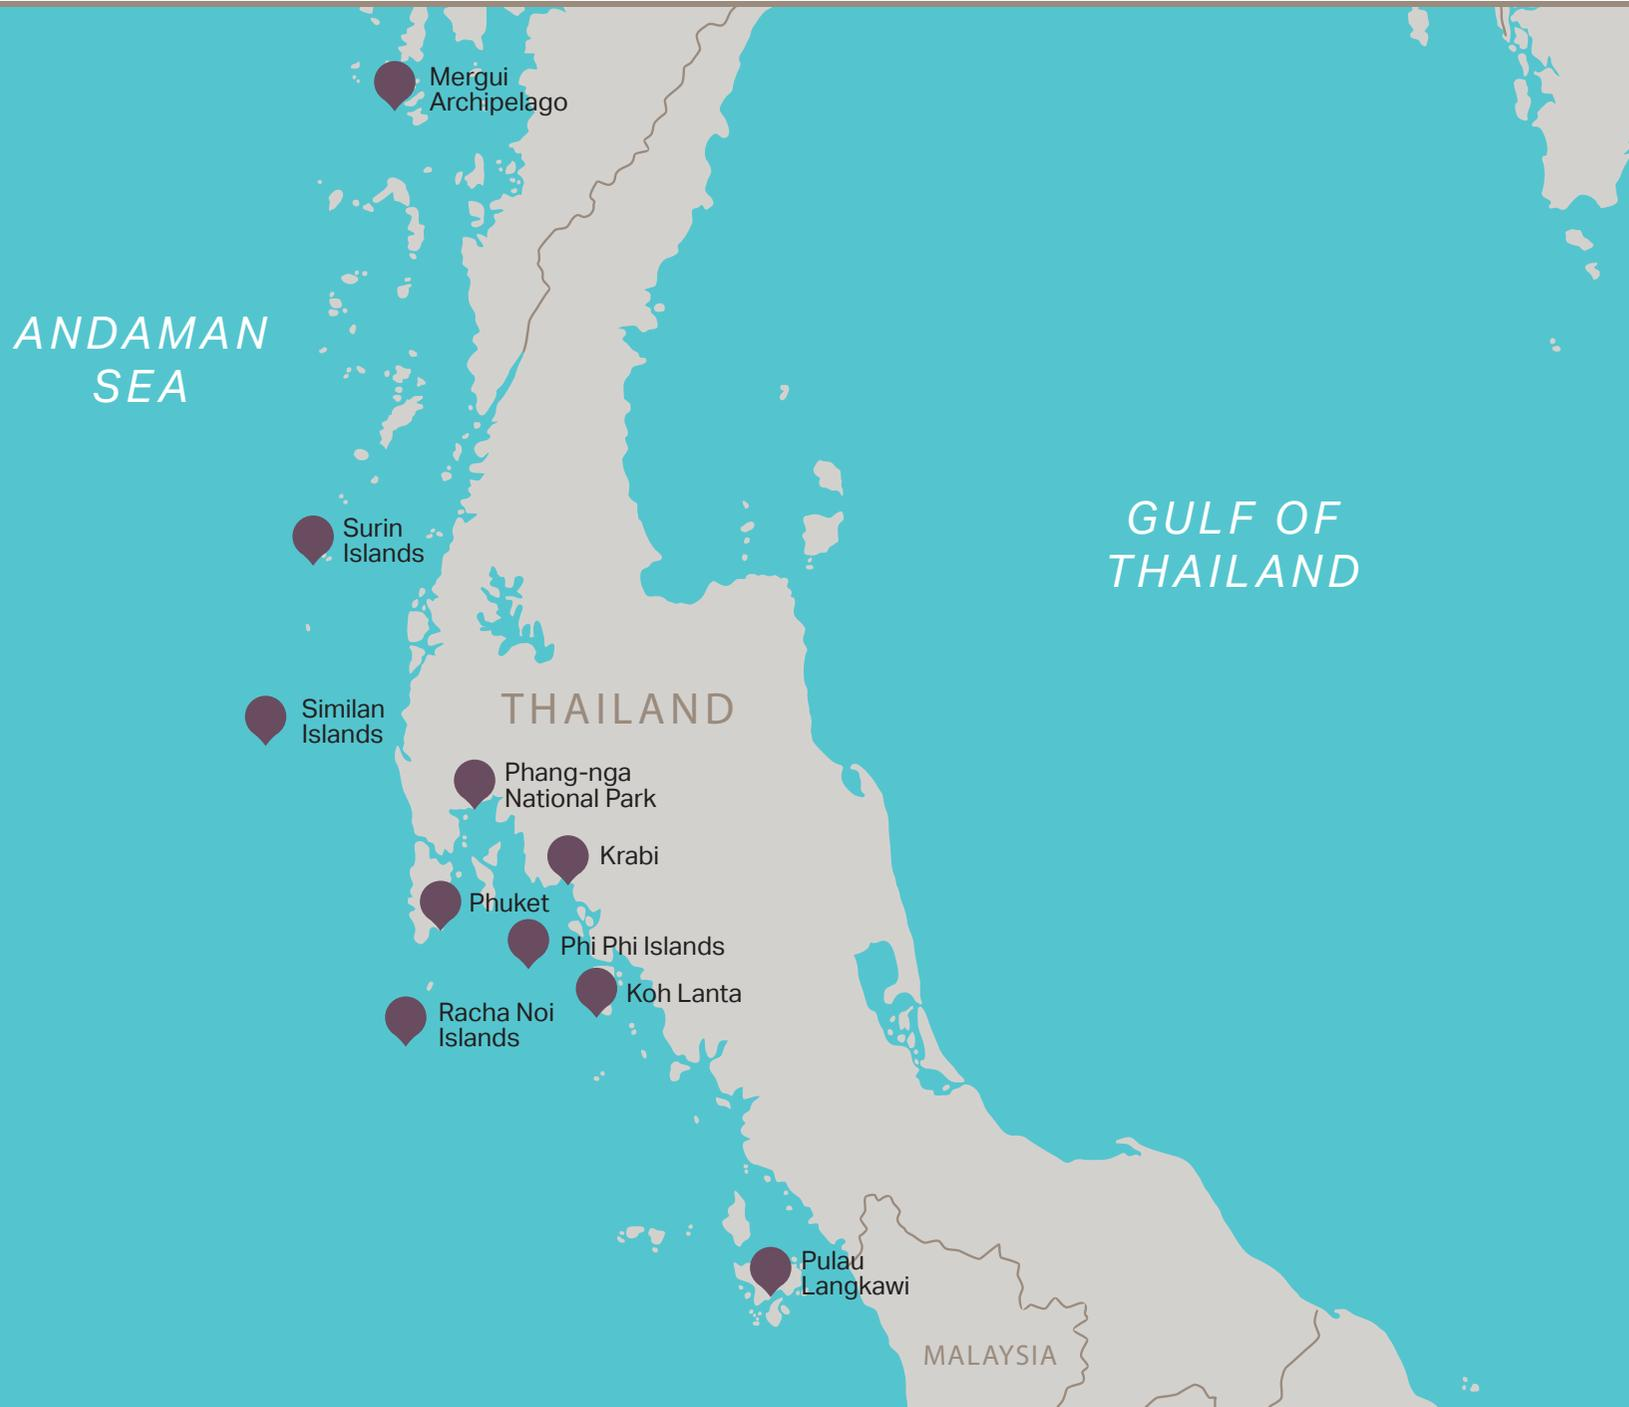 Mergui
Archipelago
ANDAMAN
SEA
GULF OF
THAILAND
Surin
Islands
Similan
Islands
THAILAND
Phang-nga
National Park
Krabi
Phuket
Phi Phi Islands
Koh Lanta
Racha Noi
Islands
Pulau
Langkawi
MALAYSIA